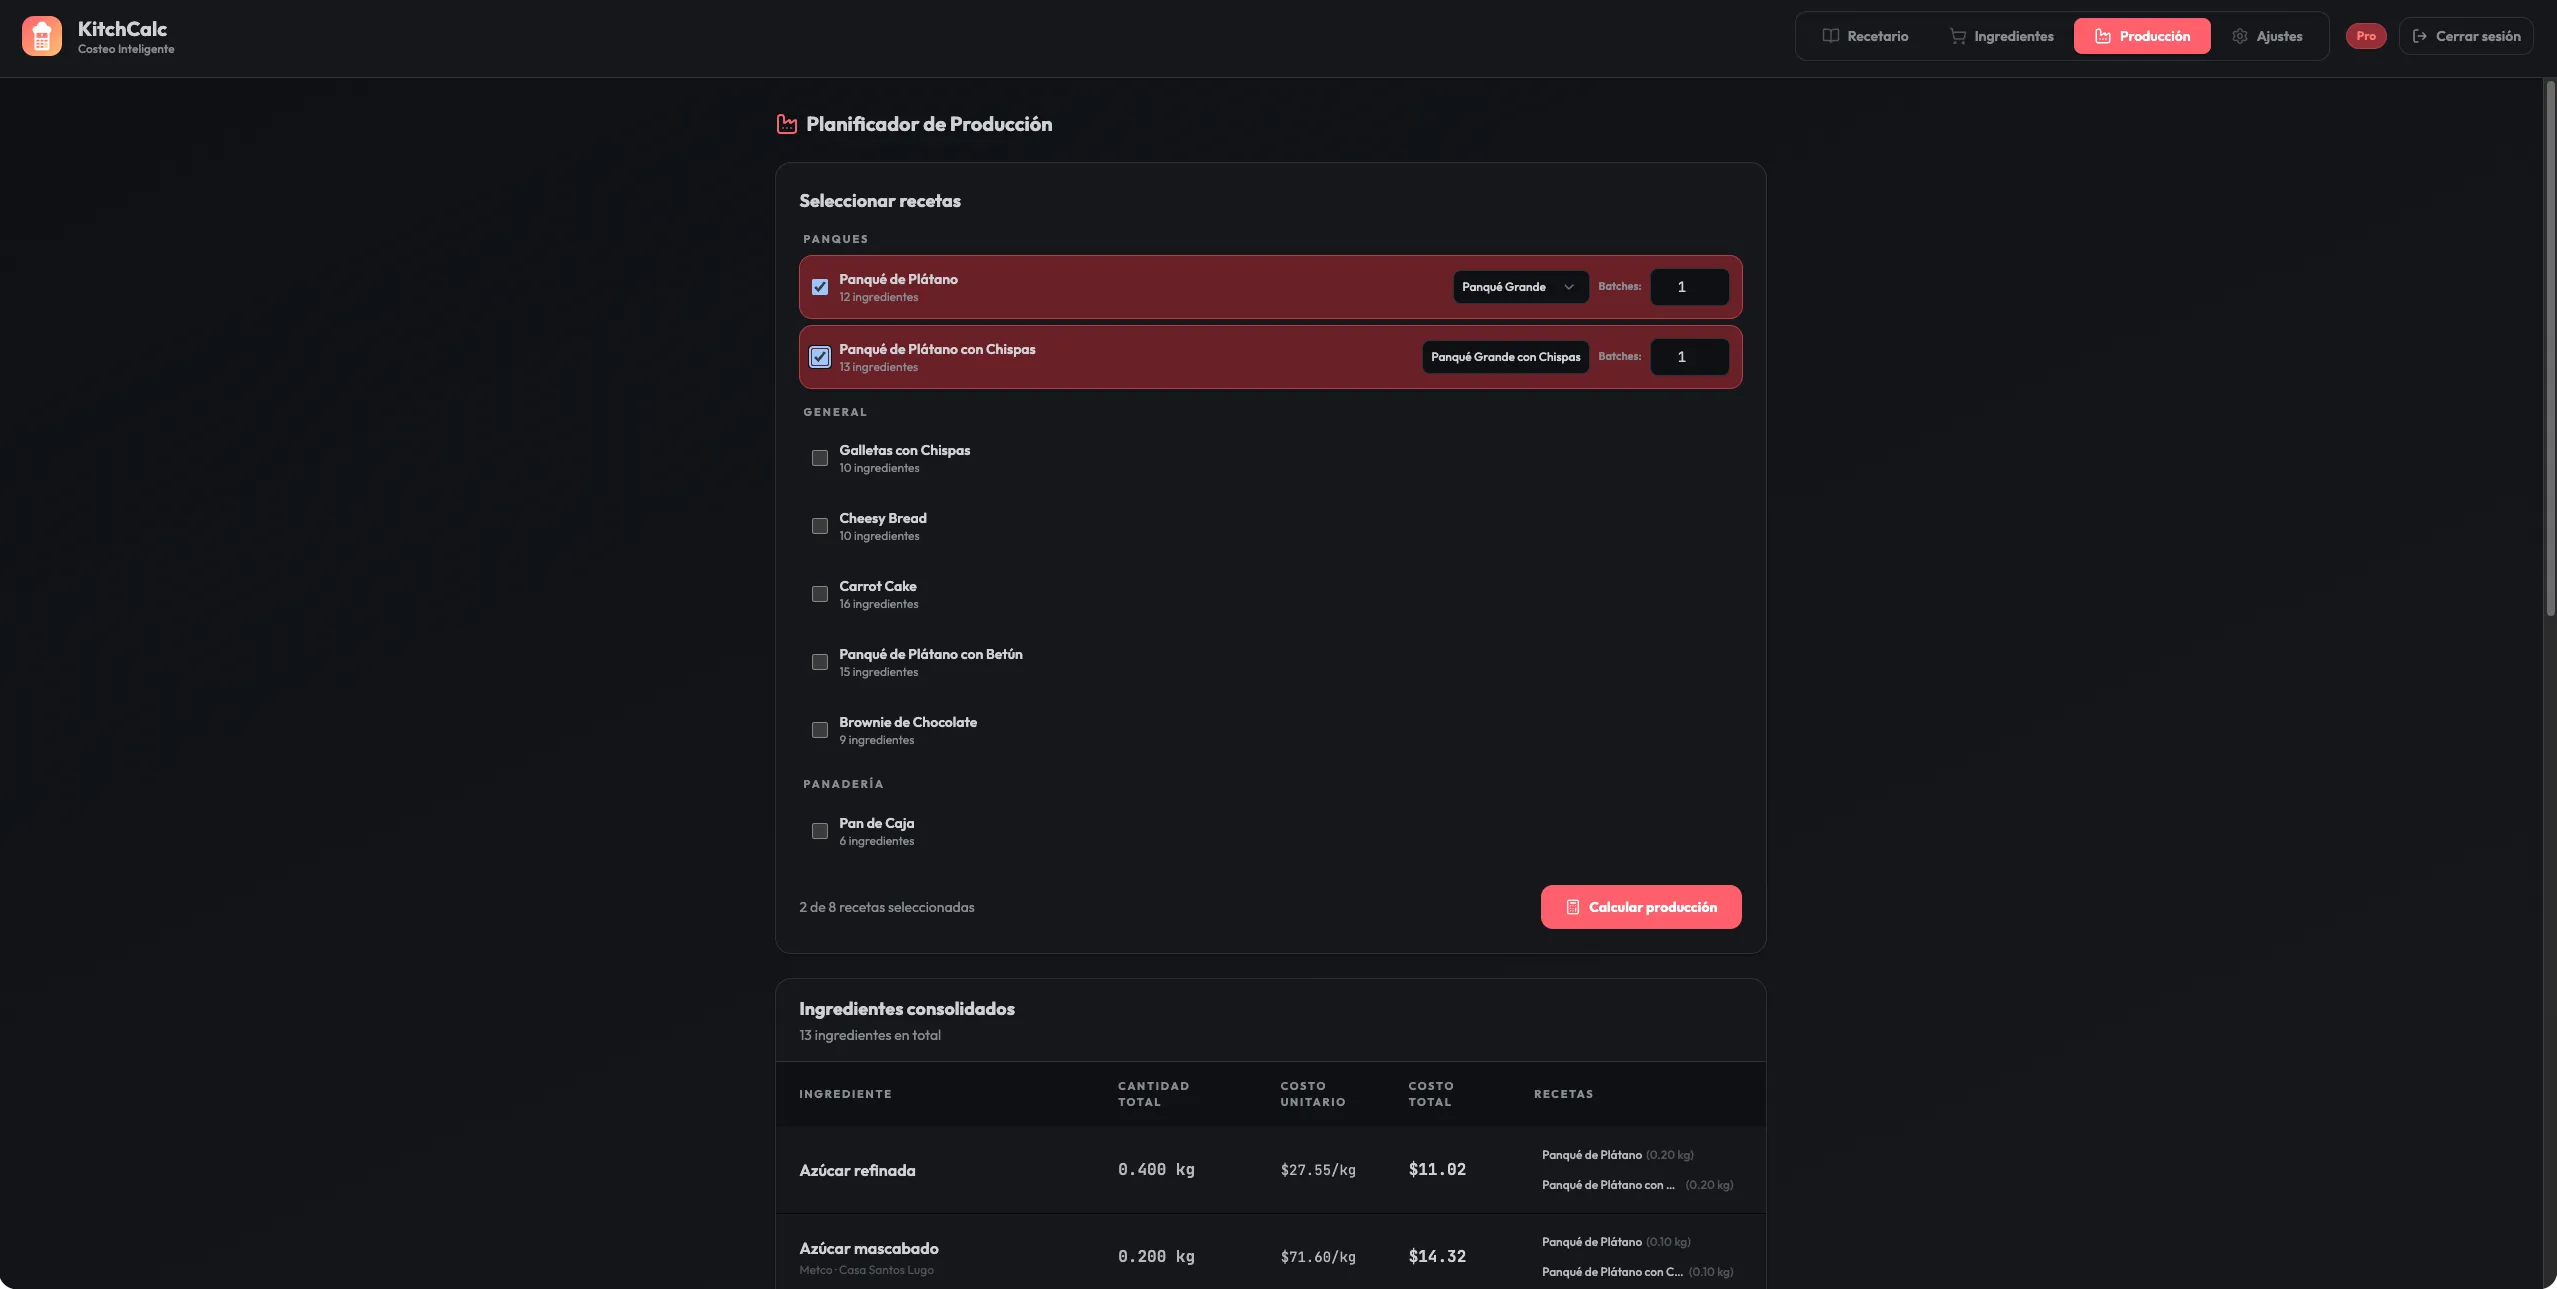 KitchCalc
Costeo Inteligente
Recetario
Ingredientes
Producción
Ajustes
Pro
Cerrar sesión
Planificador de Producción
Seleccionar recetas
PANQUES
Panqué de Plátano
12 ingredientes
Panqué Grande
Batches:
1
Panqué de Plátano con Chispas
13 ingredientes
Panqué Grande con Chispas
Batches:
1
GENERAL
Galletas con Chispas
10 ingredientes
Cheesy Bread
10 ingredientes
Carrot Cake
16 ingredientes
Panqué de Plátano con Betún
15 ingredientes
Brownie de Chocolate
9 ingredientes
PANADERÍA
Pan de Caja
6 ingredientes
2 de 8 recetas seleccionadas
Calcular producción
Ingredientes consolidados
13 ingredientes en total
INGREDIENTE
CANTIDAD
TOTAL
COSTO
UNITARIO
COSTO
TOTAL
RECETAS
Azúcar refinada
0.400 kg
$27.55/kg
$11.02
Panqué de Plátano (0.20 kg)
Panqué de Plátano con ... (0.20 kg)
Azúcar mascabado
Metco · Casa Santos Lugo
0.200 kg
$71.60/kg
$14.32
Panqué de Plátano (0.10 kg)
Panqué de Plátano con C... (0.10 kg)